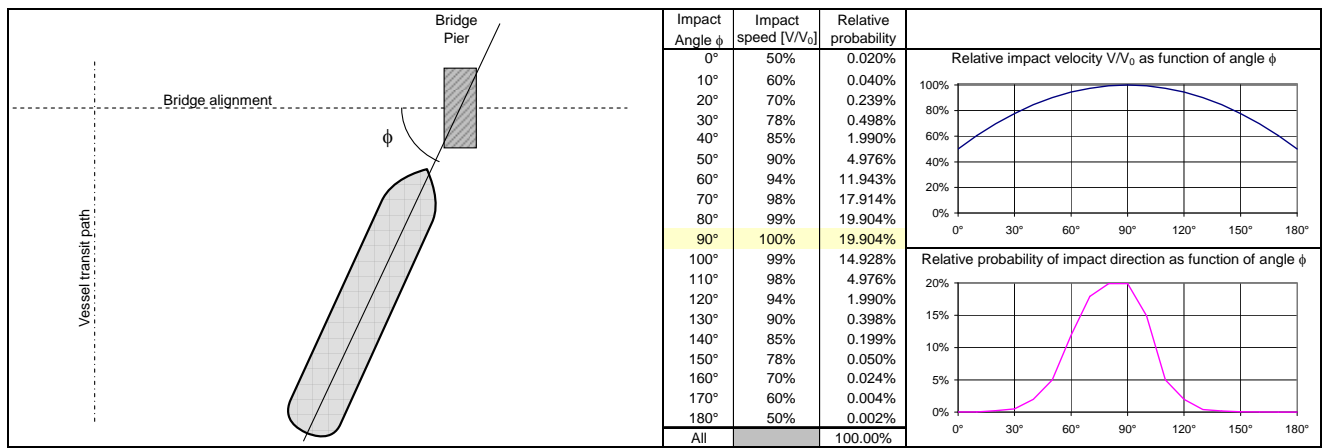 Bridge
Pier
Bridge alignment
ϕ
Vessel transit path
Impact Impact Relative
Angle ϕ speed [V/V₀] probability
0° 50% 0.020%
10° 60% 0.040%
20° 70% 0.239%
30° 78% 0.498%
40° 85% 1.990%
50° 90% 4.976%
60° 94% 11.943%
70° 98% 17.914%
80° 99% 19.904%
90° 100% 19.904%
100° 99% 14.928%
110° 98% 4.976%
120° 94% 1.990%
130° 90% 0.398%
140° 85% 0.199%
150° 78% 0.050%
160° 70% 0.024%
170° 60% 0.004%
180° 50% 0.002%
All 100.00%
Relative impact velocity V/V₀ as function of angle ϕ
100%
80%
60%
40%
20%
0%
0° 30° 60° 90° 120° 150° 180°
Relative probability of impact direction as function of angle ϕ
20%
15%
10%
5%
0%
0° 30° 60° 90° 120° 150° 180°